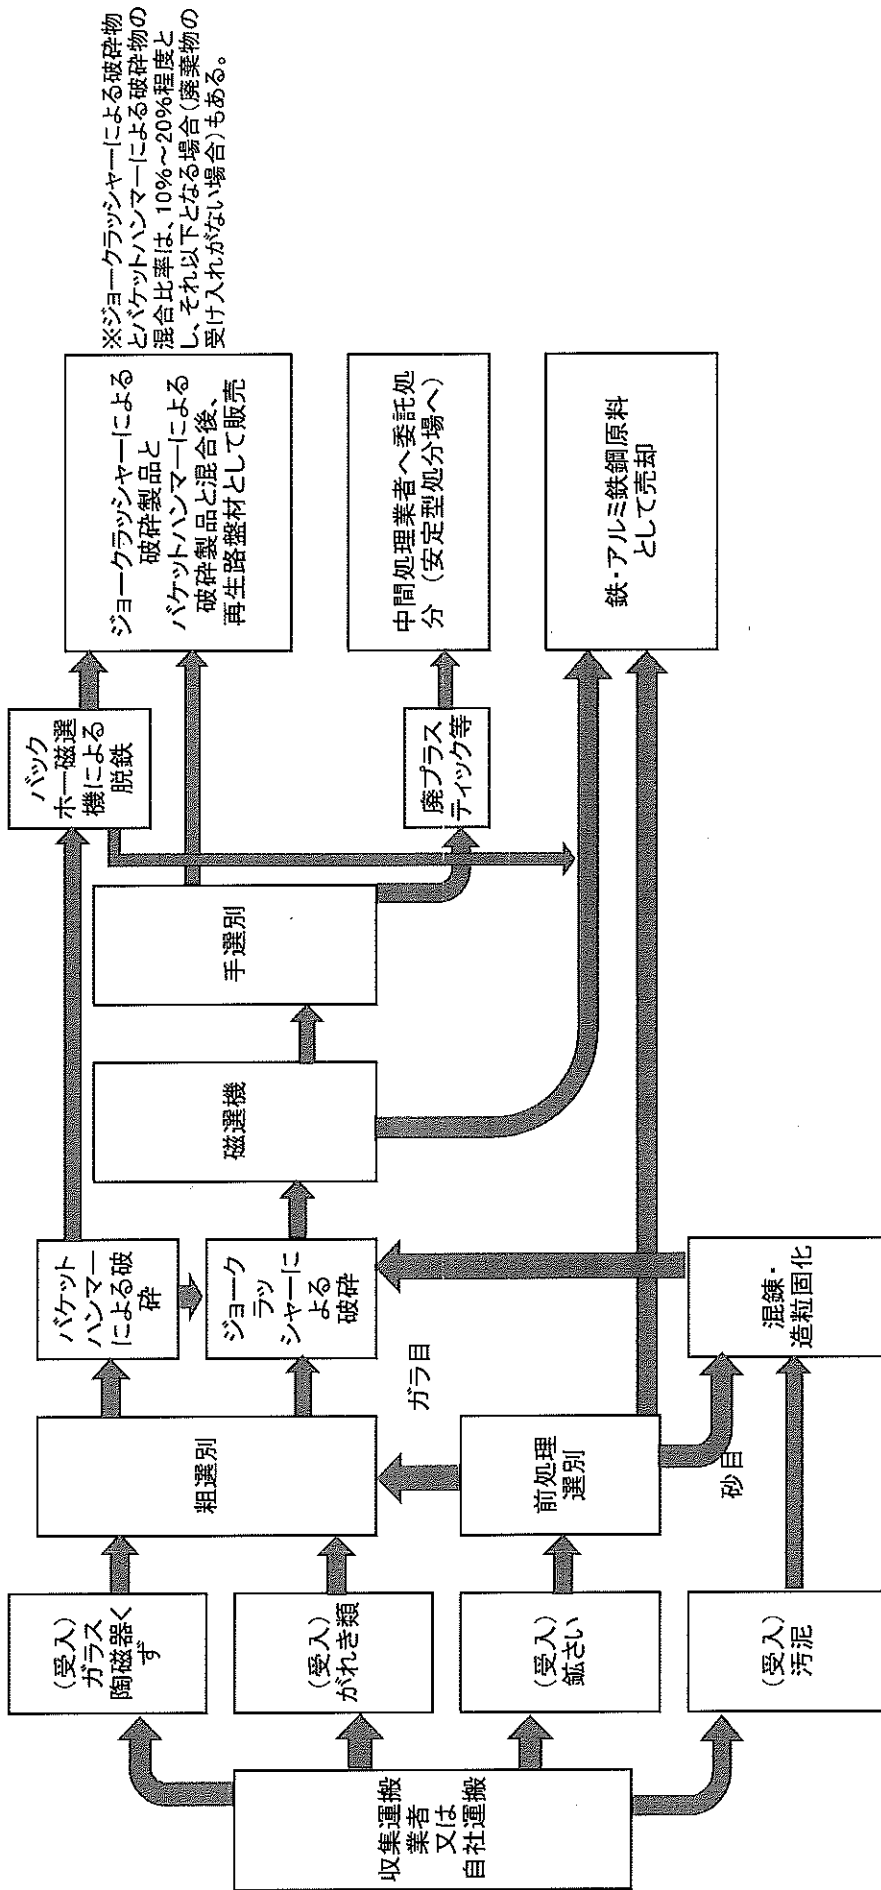 収集運搬
業者
又は
自社運搬
(受入)
ガラス
陶磁器く
ず
(受入)
がれき類
(受入)
鉱さい
(受入)
汚泥
粗選別
前処理
選別
ガラ目
砂目
バケット
ハンマー
による破
砕
ジョーク
ラッ
シャーに
よる
破砕
混錬・
造粒固化
磁選機
手選別
バック
ホー磁選
機による
脱鉄
廃プラス
ティック等
ジョークラッシャーによる
破砕製品と
バケットハンマーによる
破砕製品と混合後、
再生路盤材として販売
中間処理業者へ委託処
分（安定型処分場へ）
鉄・アルミ鉄鋼原料
として売却
※ジョークラッシャーによる破砕物
とバケットハンマーによる破砕物の
混合比率は、10%～20%程度と
し、それ以下となる場合(廃棄物の
受け入れがない場合)もある。